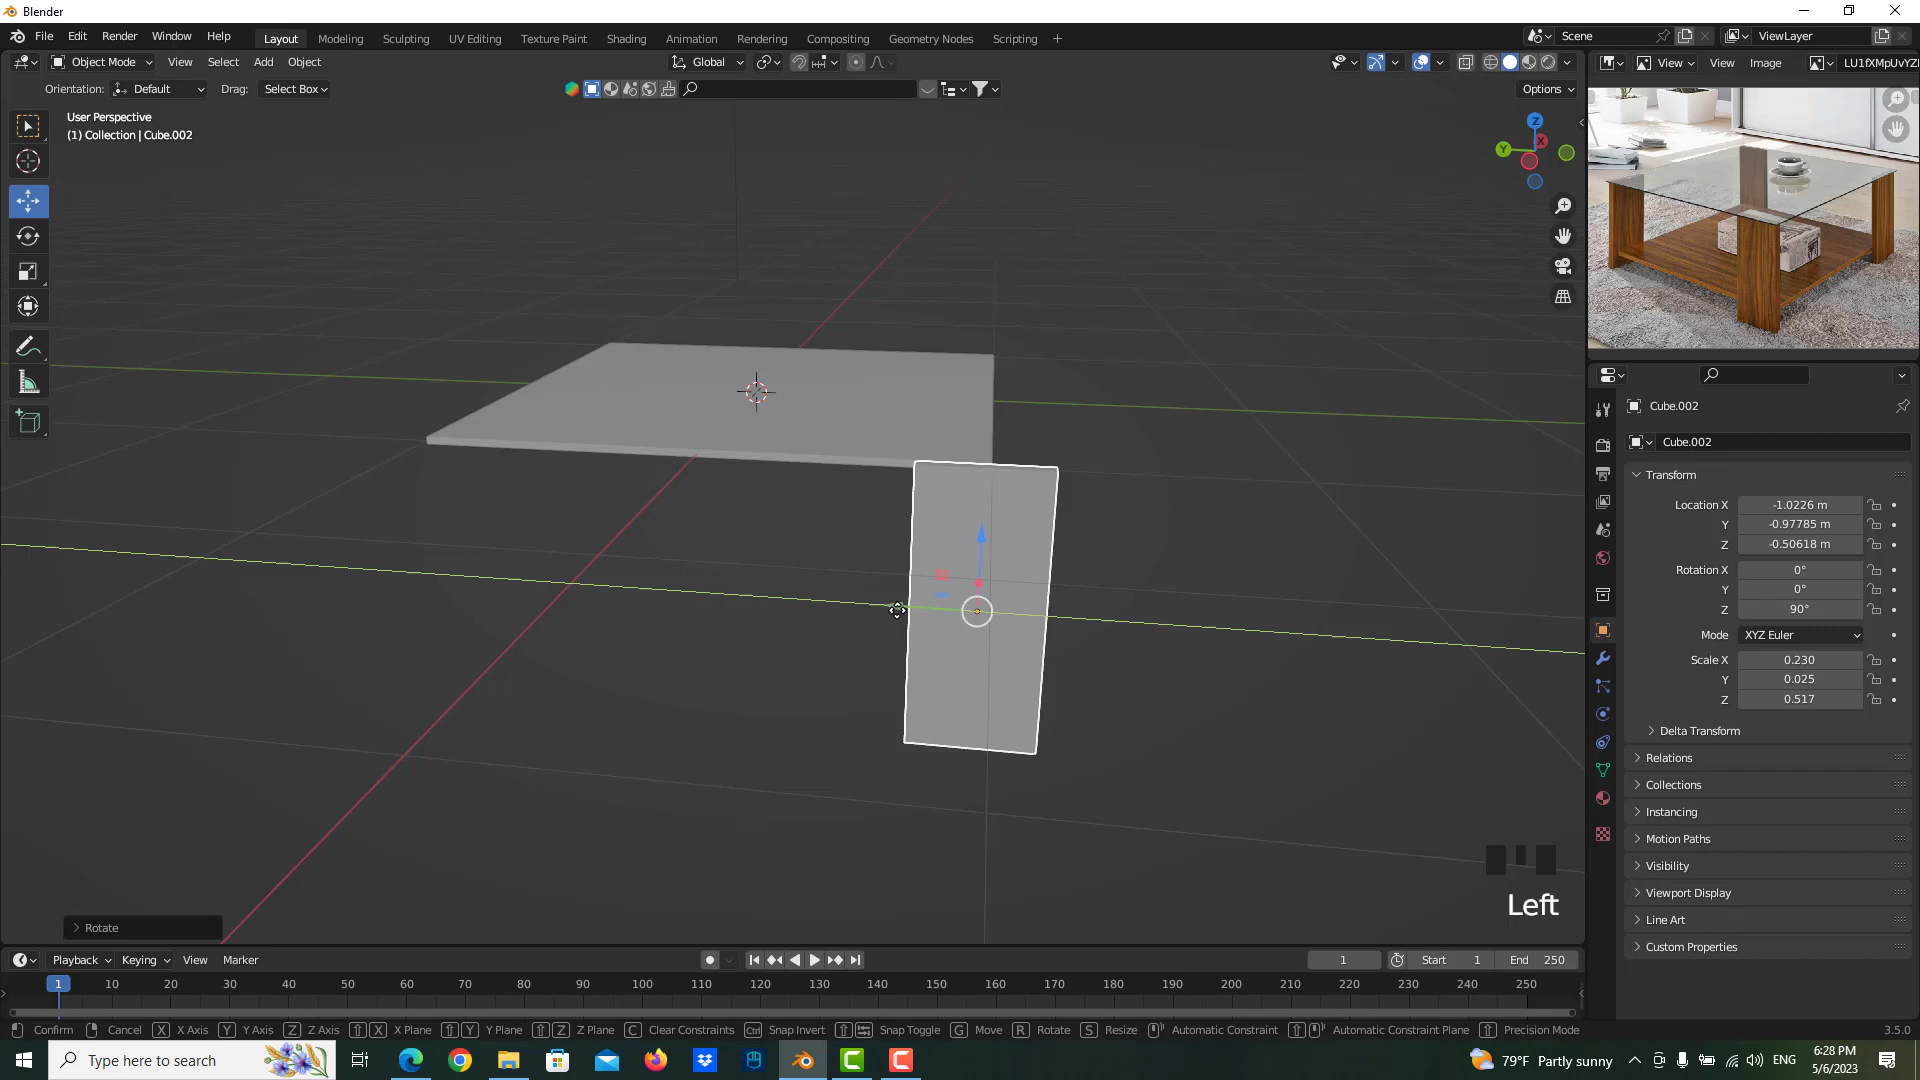 Blender
File Edit Render Window Help
Layout Modeling Sculpting UV Editing Texture Paint Shading Animation Rendering Compositing Geometry Nodes Scripting +
Scene ViewLayer
Object Mode View Select Add Object Global
View View Image LU1fXMpUvYZI
Orientation: Default Drag: Select Box Options
User Perspective
(1) Collection | Cube.002
Z
X
Y
Cube.002
Cube.002
Transform
Location X -1.0226 m
Y -0.97785 m
Z -0.50618 m
Rotation X 0°
Y 0°
Z 90°
Mode XYZ Euler
Scale X 0.230
Y 0.025
Z 0.517
Delta Transform
Relations
Collections
Instancing
Motion Paths
Visibility
Viewport Display
Line Art
Custom Properties
Left
Rotate
Playback Keying View Marker 1 Start 1 End 250
1 10 20 30 40 50 60 70 80 90 100 110 120 130 140 150 160 170 180 190 200 210 220 230 240 250
Confirm Cancel X X Axis Y Y Axis Z Z Axis X X Plane Y Y Plane Z Z Plane C Clear Constraints Ctrl Snap Invert Snap Toggle G Move R Rotate S Resize Automatic Constraint Automatic Constraint Plane Precision Mode 3.5.0
Type here to search 79°F Partly sunny ENG 6:28 PM
5/6/2023